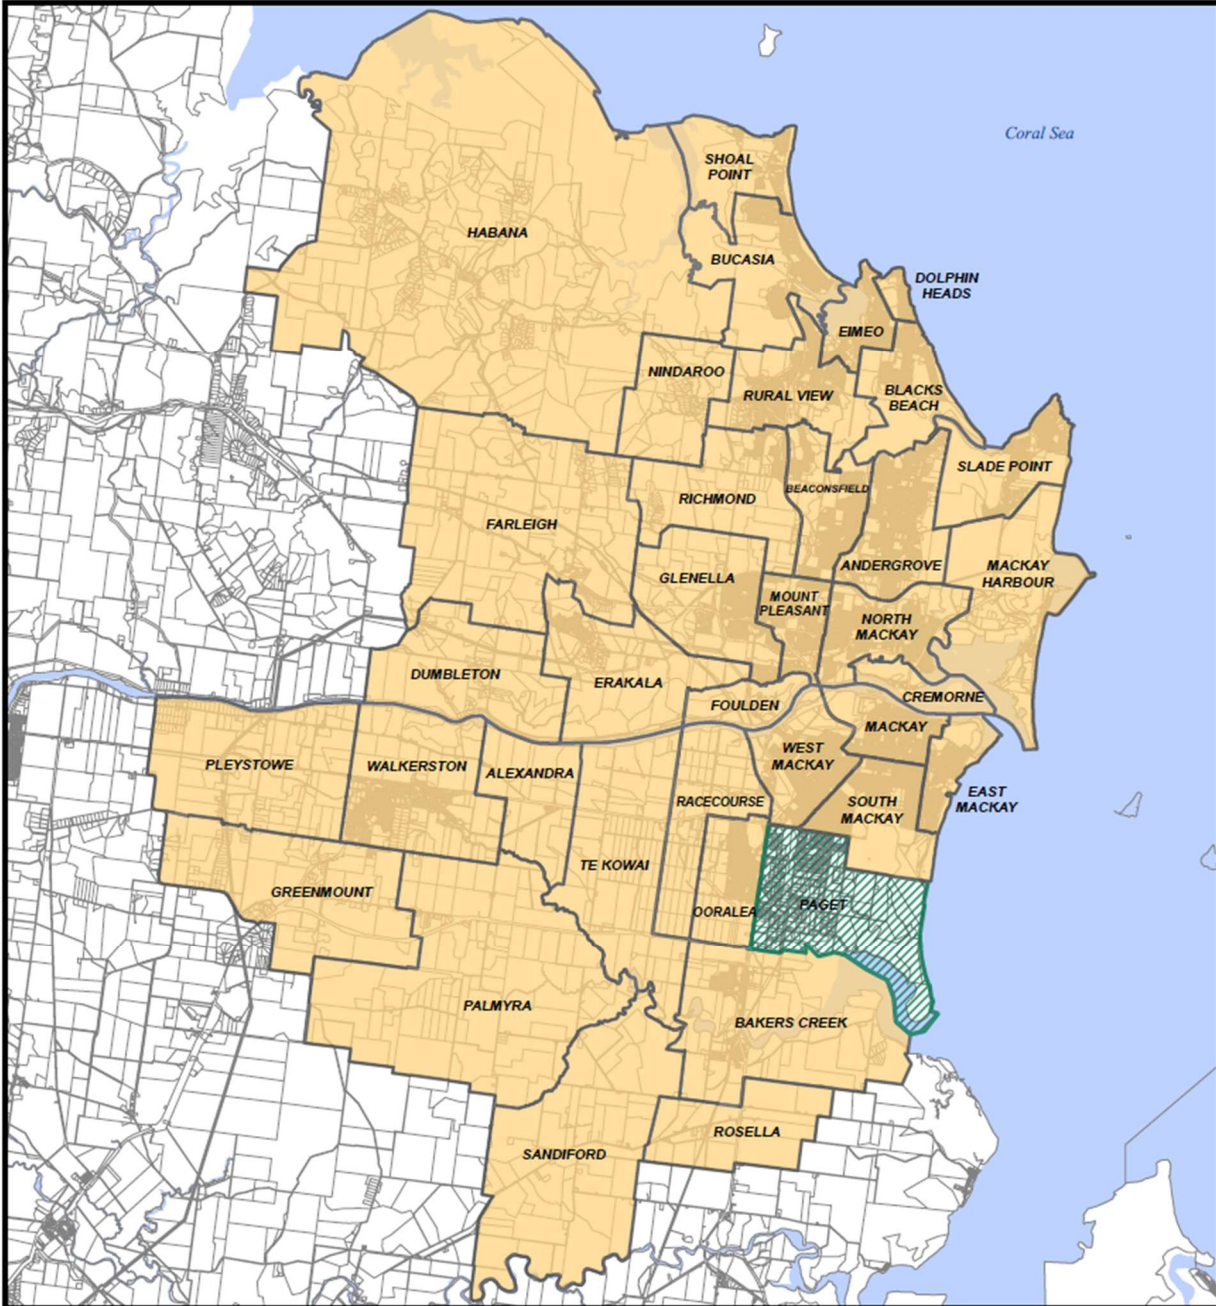 Coral Sea
SHOAL
POINT
HABANA
BUCASIA
DOLPHIN
HEADS
EIMEO
NINDAROO
RURAL VIEW
BLACKS
BEACH
SLADE POINT
BEACONSFIELD
RICHMOND
FARLEIGH
ANDERGROVE
MACKAY
HARBOUR
GLENELLA
MOUNT
PLEASANT
NORTH
MACKAY
DUMBLETON
ERAKALA
CREMORNE
FOULDEN
MACKAY
WEST
MACKAY
PLEYSTOWE
WALKERSTON
ALEXANDRA
EAST
MACKAY
RACECOURSE
SOUTH
MACKAY
TE KOWAI
GREENMOUNT
OORALEA
PAGET
PALMYRA
BAKERS CREEK
ROSELLA
SANDIFORD